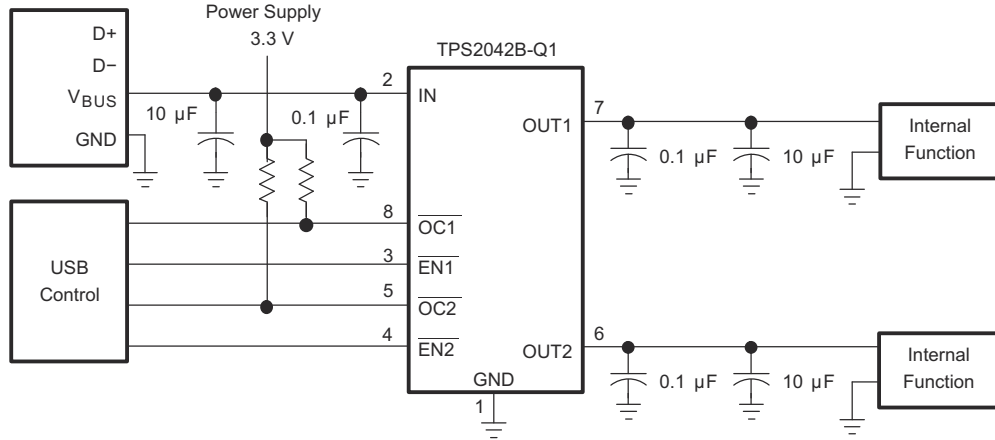 Power Supply
3.3 V
D+
D−
VBUS
GND
10 µF
0.1 µF
TPS2042B-Q1
2
IN
7
OUT1
0.1 µF
10 µF
Internal
Function
USB
Control
8
OC1
3
EN1
5
OC2
4
EN2
6
OUT2
0.1 µF
10 µF
Internal
Function
GND
1